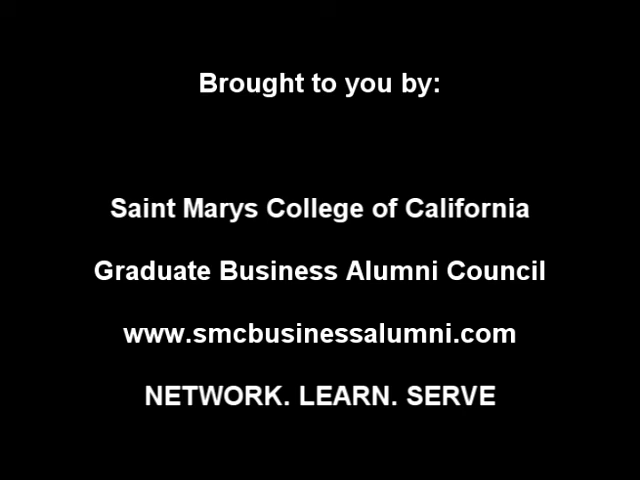 Brought to you by:
Saint Marys College of California
Graduate Business Alumni Council
www.smcbusinessalumni.com
NETWORK. LEARN. SERVE